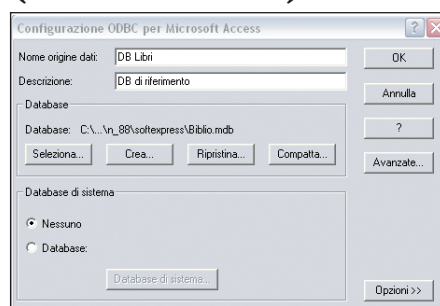 Configurazione ODBC per Microsoft Access
Nome origine dati: DB Libri
OK
Descrizione: DB di riferimento
Annulla
Database
Database: C:\...\n_88\softexpress\Biblio.mdb
?
Seleziona... Crea... Ripristina... Compatta...
Avanzate...
Database di sistema
Nessuno
Database:
Database di sistema...
Opzioni >>